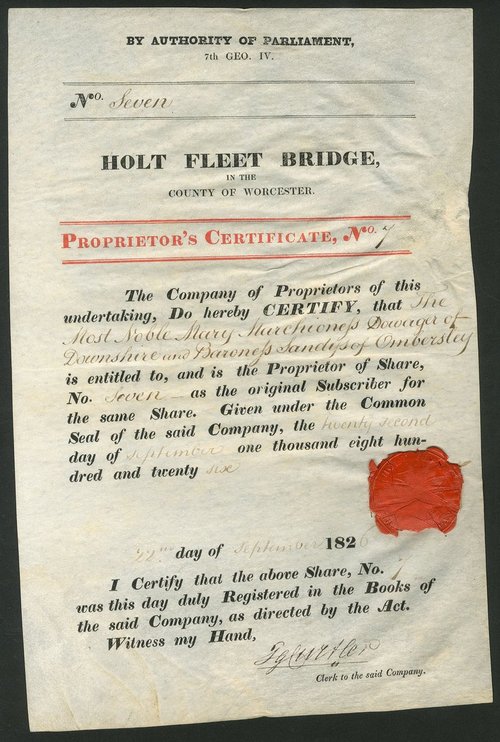 BY AUTHORITY OF PARLIAMENT,
7th GEO. IV.
No. Seven
HOLT FLEET BRIDGE,
IN THE
COUNTY OF WORCESTER.
PROPRIETOR'S CERTIFICATE, No. 7
The Company of Proprietors of this
undertaking, Do hereby CERTIFY, that The
Most Noble Mary Marchioness Dowager of
Downshire and Baroness Sandys of Ombersley
is entitled to, and is the Proprietor of Share,
No. Seven as the original Subscriber for
the same Share. Given under the Common
Seal of the said Company, the twenty second
day of September one thousand eight hun-
dred and twenty six
22nd day of September 1826
I Certify that the above Share, No. 7
was this day duly Registered in the Books of
the said Company, as directed by the Act.
Witness my Hand,
Clerk to the said Company.